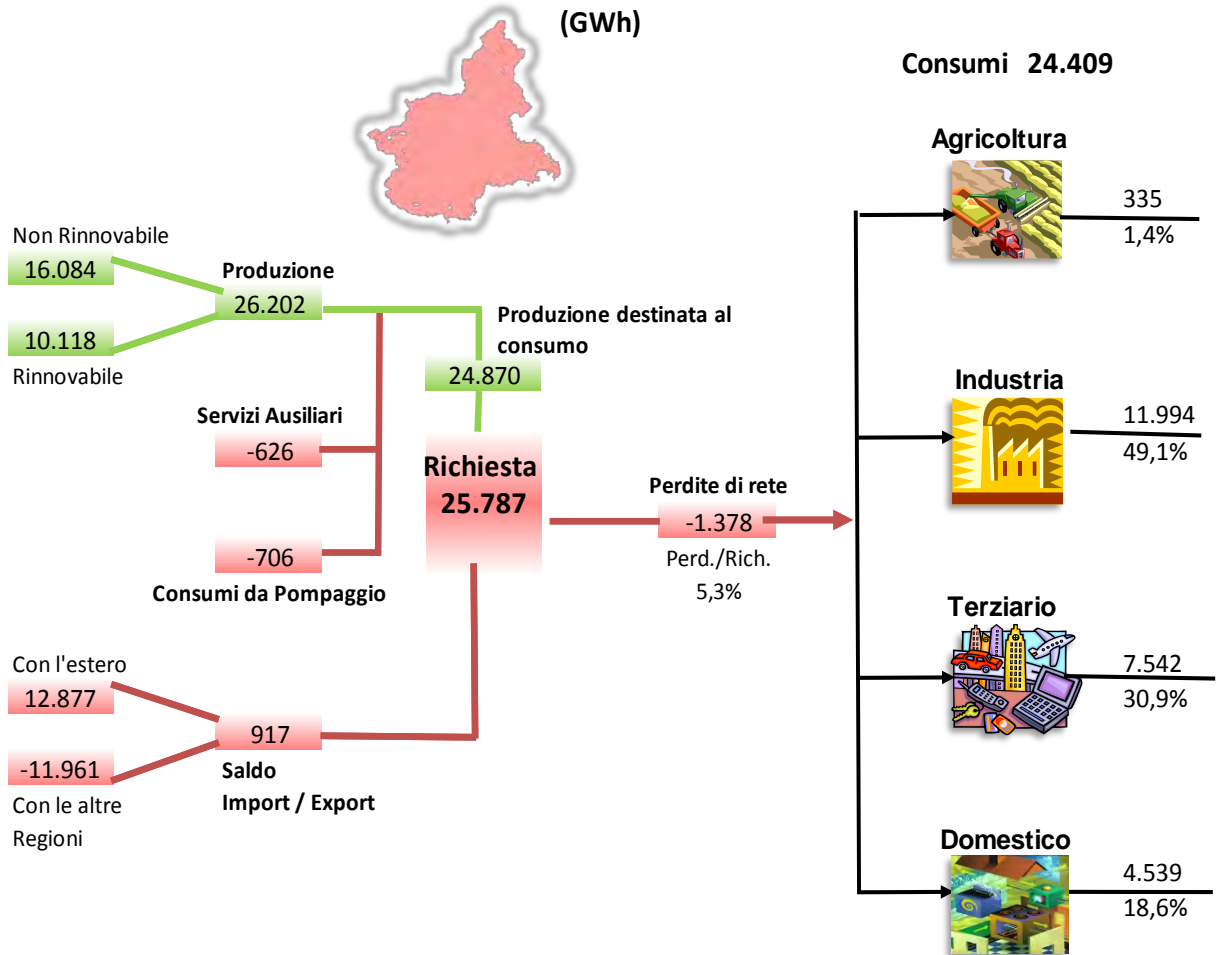 (GWh)
Consumi 24.409
Non Rinnovabile
16.084
10.118
Rinnovabile
Produzione
26.202
Servizi Ausiliari
-626
-706
Consumi da Pompaggio
Produzione destinata al
consumo
24.870
Richiesta
25.787
Con l'estero
12.877
-11.961
Con le altre
Regioni
917
Saldo
Import / Export
Perdite di rete
-1.378
Perd./Rich.
5,3%
Agricoltura
335
1,4%
Industria
11.994
49,1%
Terziario
7.542
30,9%
Domestico
4.539
18,6%